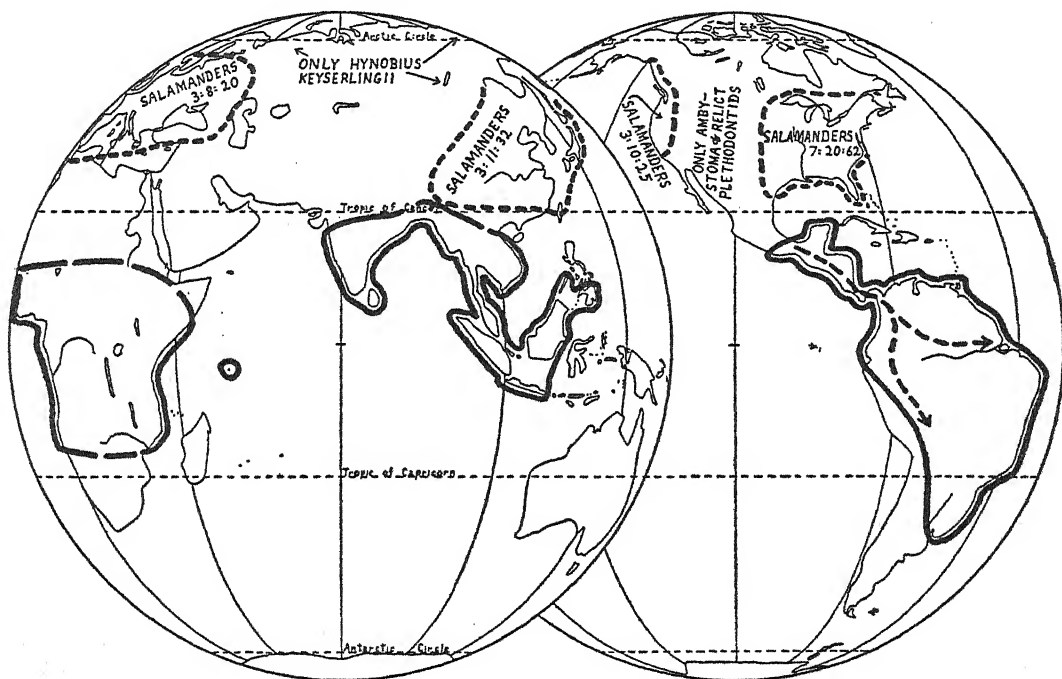 Arctic Circle
ONLY HYNOBIUS
KEYSERLINGII
SALAMANDERS
3:8:20
SALAMANDERS
3:11:32
SALAMANDERS
3:10:25
ONLY AMBY-
STOMA & RELICT
PLETHODONTIDS
SALAMANDERS
7:20:62
Tropic of Cancer
Tropic of Capricorn
Antarctic Circle